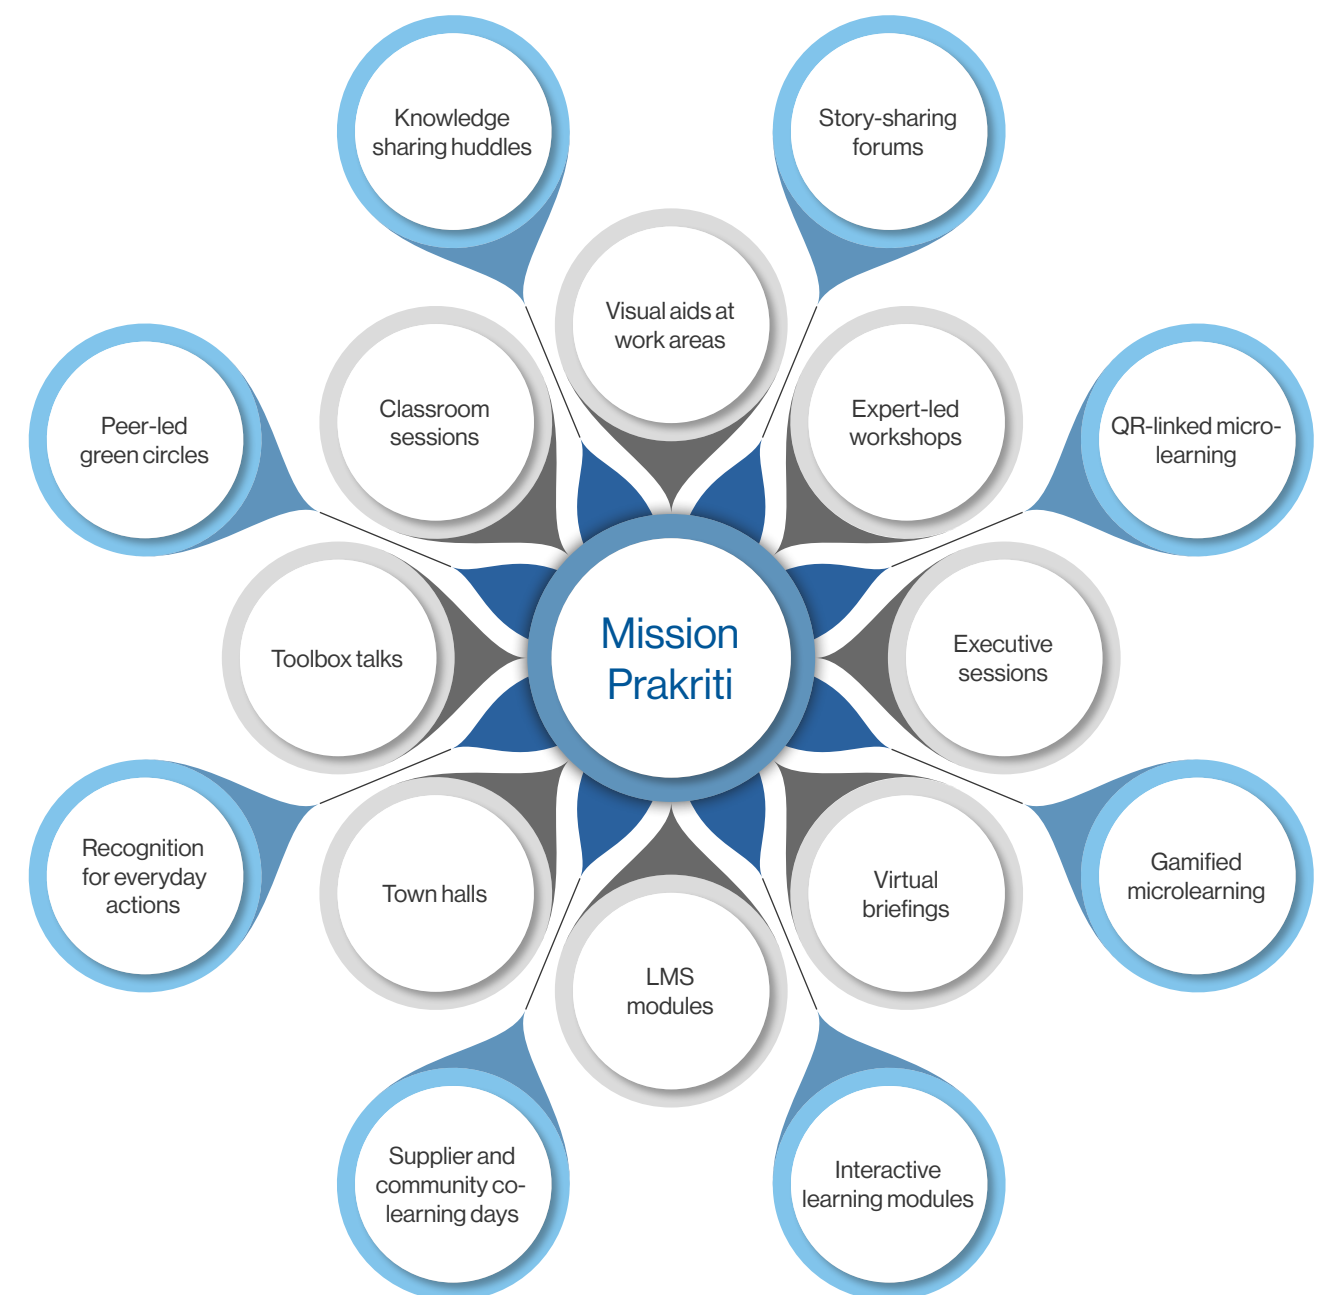 Knowledge
sharing huddles
Story-sharing
forums
Visual aids at
work areas
Classroom
sessions
Expert-led
workshops
Peer-led
green circles
QR-linked micro-
learning
Mission
Prakriti
Toolbox talks
Executive
sessions
Recognition
for everyday
actions
Town halls
Virtual
briefings
Gamified
microlearning
LMS
modules
Supplier and
community co-
learning days
Interactive
learning modules